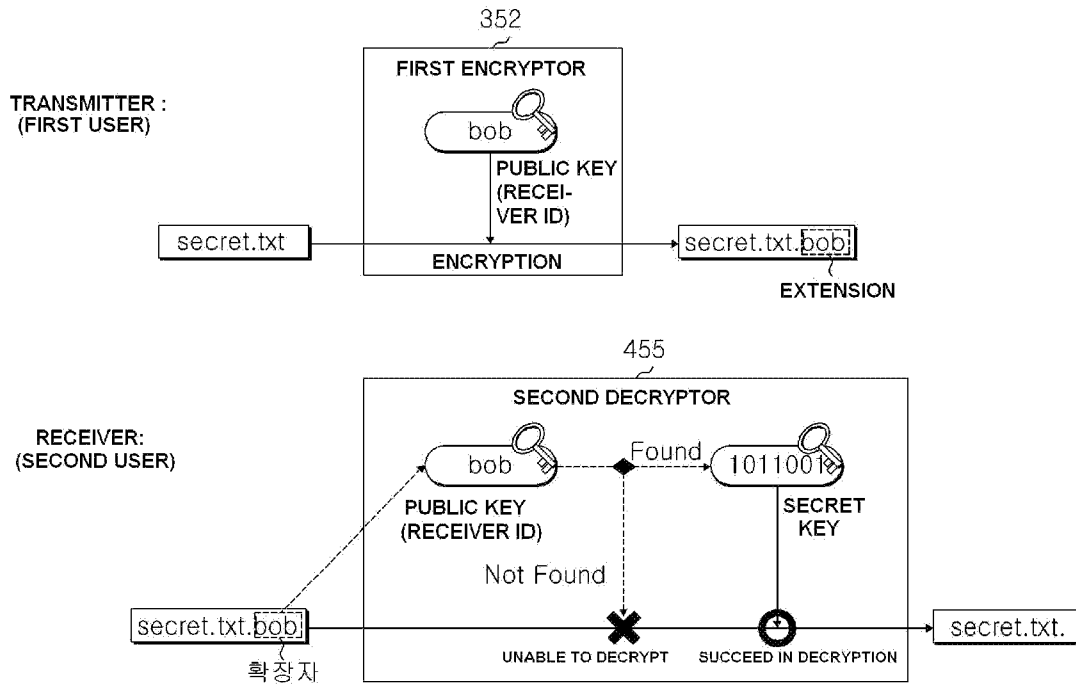 352
FIRST ENCRYPTOR
TRANSMITTER :
(FIRST USER)
bob
PUBLIC KEY
(RECEI-
VER ID)
secret.txt
secret.txt.bob
ENCRYPTION
EXTENSION
455
SECOND DECRYPTOR
RECEIVER:
(SECOND USER)
bob
Found
1011001
PUBLIC KEY
(RECEIVER ID)
SECRET
KEY
Not Found
secret.txt.bob
secret.txt.
UNABLE TO DECRYPT
SUCCEED IN DECRYPTION
확장자